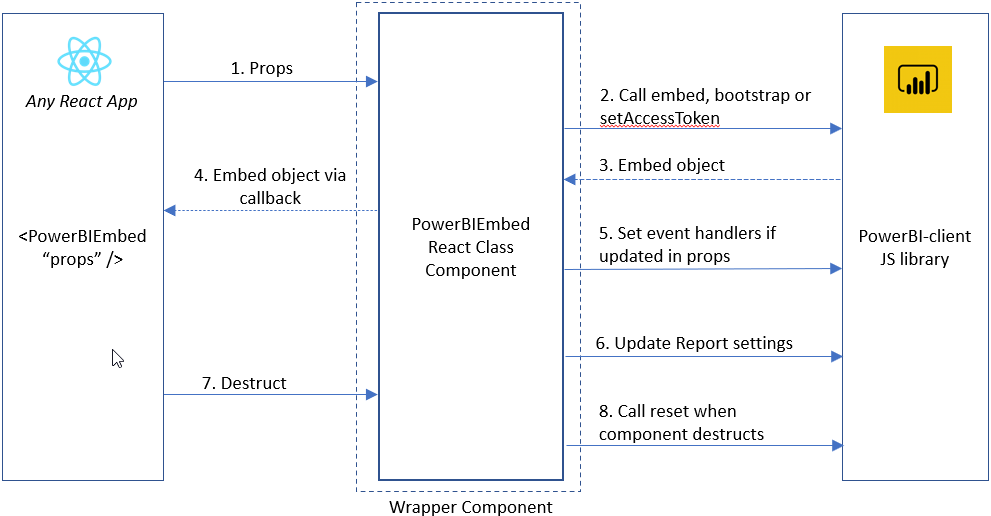 Any React App
<PowerBIEmbed
“props” />
1. Props
4. Embed object via
callback
7. Destruct
PowerBIEmbed
React Class
Component
Wrapper Component
2. Call embed, bootstrap or
setAccessToken
3. Embed object
5. Set event handlers if
updated in props
6. Update Report settings
8. Call reset when
component destructs
PowerBI-client
JS library